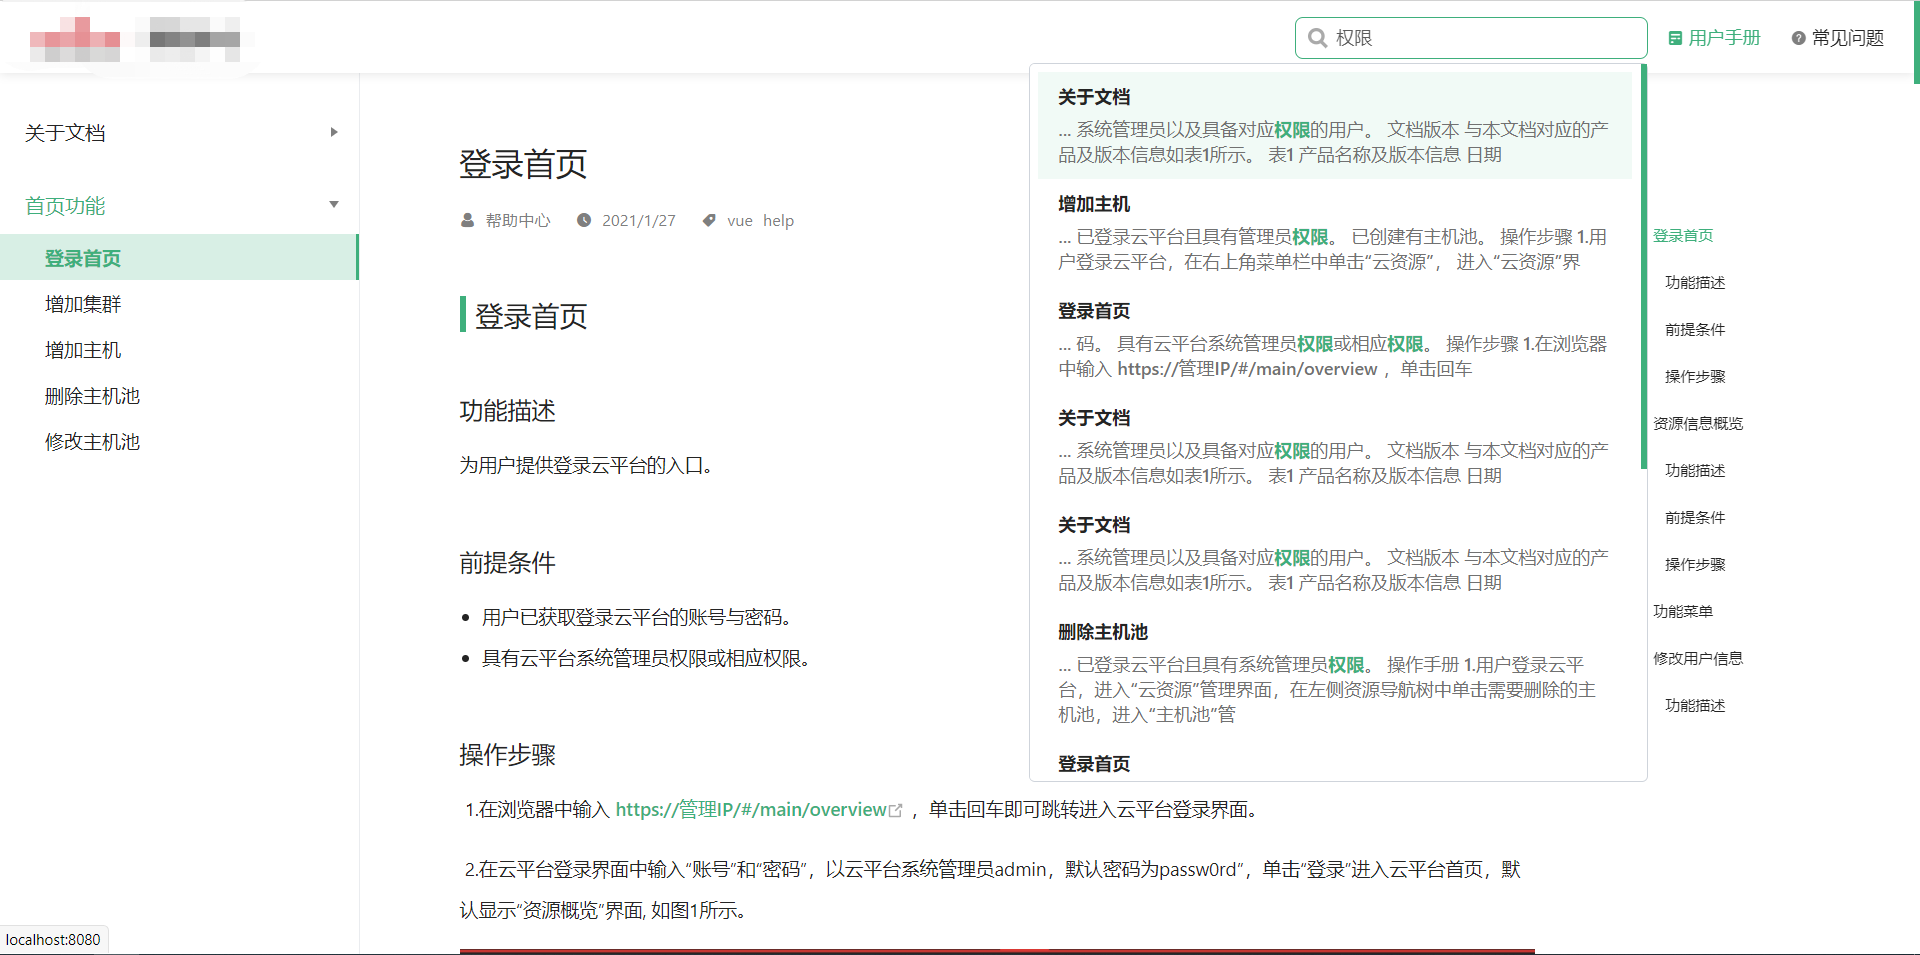 权限
用户手册
常见问题
关于文档
首页功能
登录首页
增加集群
增加主机
删除主机池
修改主机池
登录首页
帮助中心 2021/1/27 vue help
登录首页
功能描述
为用户提供登录云平台的入口。
前提条件
用户已获取登录云平台的账号与密码。
具有云平台系统管理员权限或相应权限。
操作步骤
1.在浏览器中输入 https://管理IP/#/main/overview ，单击回车即可跳转进入云平台登录界面。
2.在云平台登录界面中输入“账号”和“密码”，以云平台系统管理员admin，默认密码为passw0rd”，单击“登录”进入云平台首页，默
认显示“资源概览”界面, 如图1所示。
关于文档
... 系统管理员以及具备对应权限的用户。 文档版本 与本文档对应的产
品及版本信息如表1所示。 表1 产品名称及版本信息 日期
增加主机
... 已登录云平台且具有管理员权限。 已创建有主机池。 操作步骤 1.用
户登录云平台，在右上角菜单栏中单击“云资源”， 进入“云资源”界
登录首页
... 码。 具有云平台系统管理员权限或相应权限。 操作步骤 1.在浏览器
中输入 https://管理IP/#/main/overview ，单击回车
关于文档
... 系统管理员以及具备对应权限的用户。 文档版本 与本文档对应的产
品及版本信息如表1所示。 表1 产品名称及版本信息 日期
关于文档
... 系统管理员以及具备对应权限的用户。 文档版本 与本文档对应的产
品及版本信息如表1所示。 表1 产品名称及版本信息 日期
删除主机池
... 已登录云平台且具有系统管理员权限。 操作手册 1.用户登录云平
台，进入“云资源”管理界面，在左侧资源导航树中单击需要删除的主
机池，进入“主机池”管
登录首页
登录首页
功能描述
前提条件
操作步骤
资源信息概览
功能描述
前提条件
操作步骤
功能菜单
修改用户信息
功能描述
localhost:8080